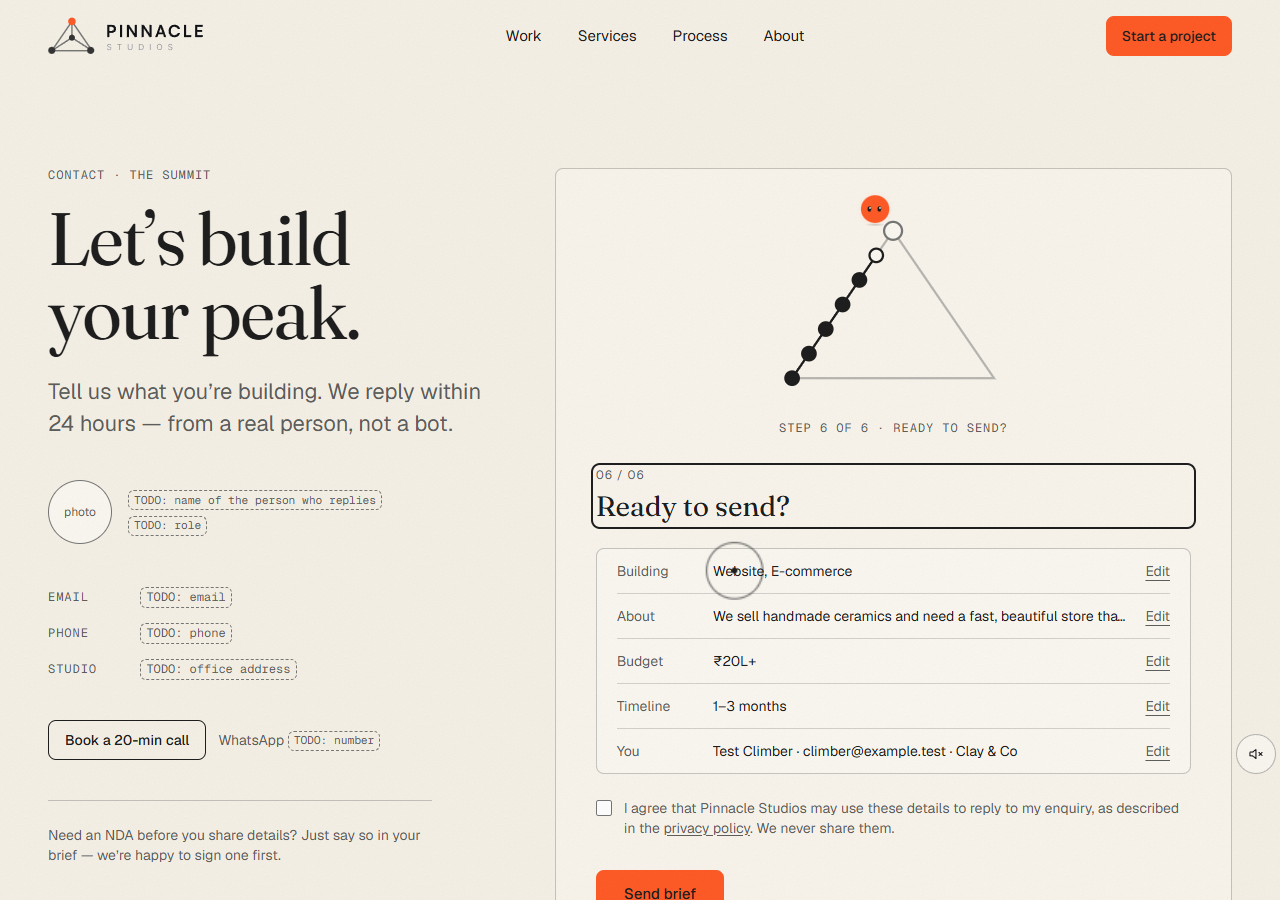 PINNACLE
STUDIOS
Work
Services
Process
About
Start a project
CONTACT · THE SUMMIT
Let’s build
your peak.
Tell us what you’re building. We reply within
24 hours — from a real person, not a bot.
photo
TODO: name of the person who replies
TODO: role
EMAIL TODO: email
PHONE TODO: phone
STUDIO TODO: office address
Book a 20-min call WhatsApp TODO: number
Need an NDA before you share details? Just say so in your
brief — we’re happy to sign one first.
STEP 6 OF 6 · READY TO SEND?
06 / 06
Ready to send?
Building Website, E-commerce Edit
About We sell handmade ceramics and need a fast, beautiful store tha… Edit
Budget ₹20L+ Edit
Timeline 1–3 months Edit
You Test Climber · climber@example.test · Clay & Co Edit
I agree that Pinnacle Studios may use these details to reply to my enquiry, as described
in the privacy policy. We never share them.
Send brief